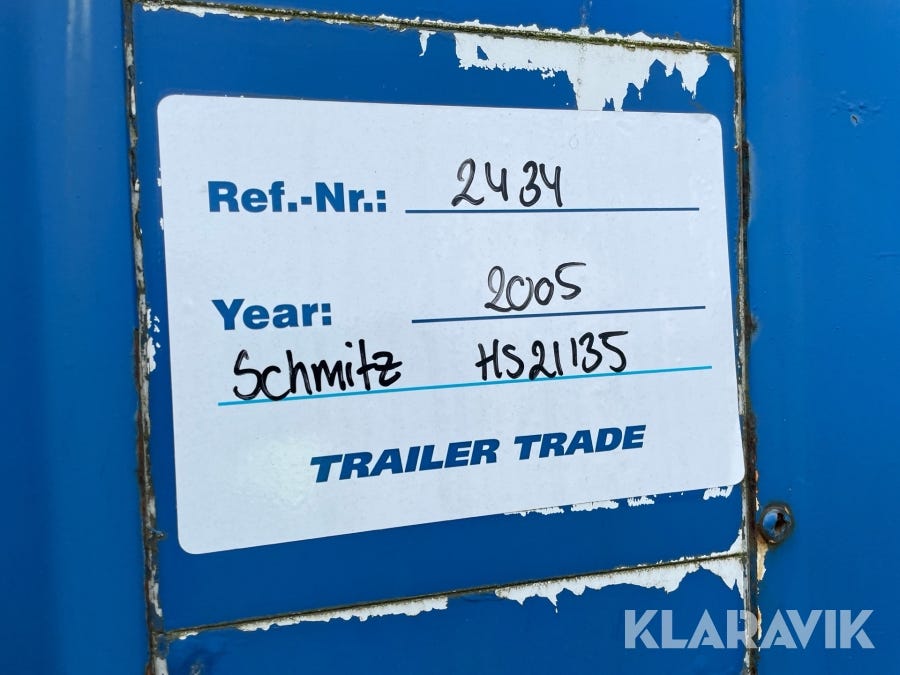 Ref.-Nr.: 2434
Year: 2005
Schmitz HS21135
TRAILER TRADE
KLARAVIK